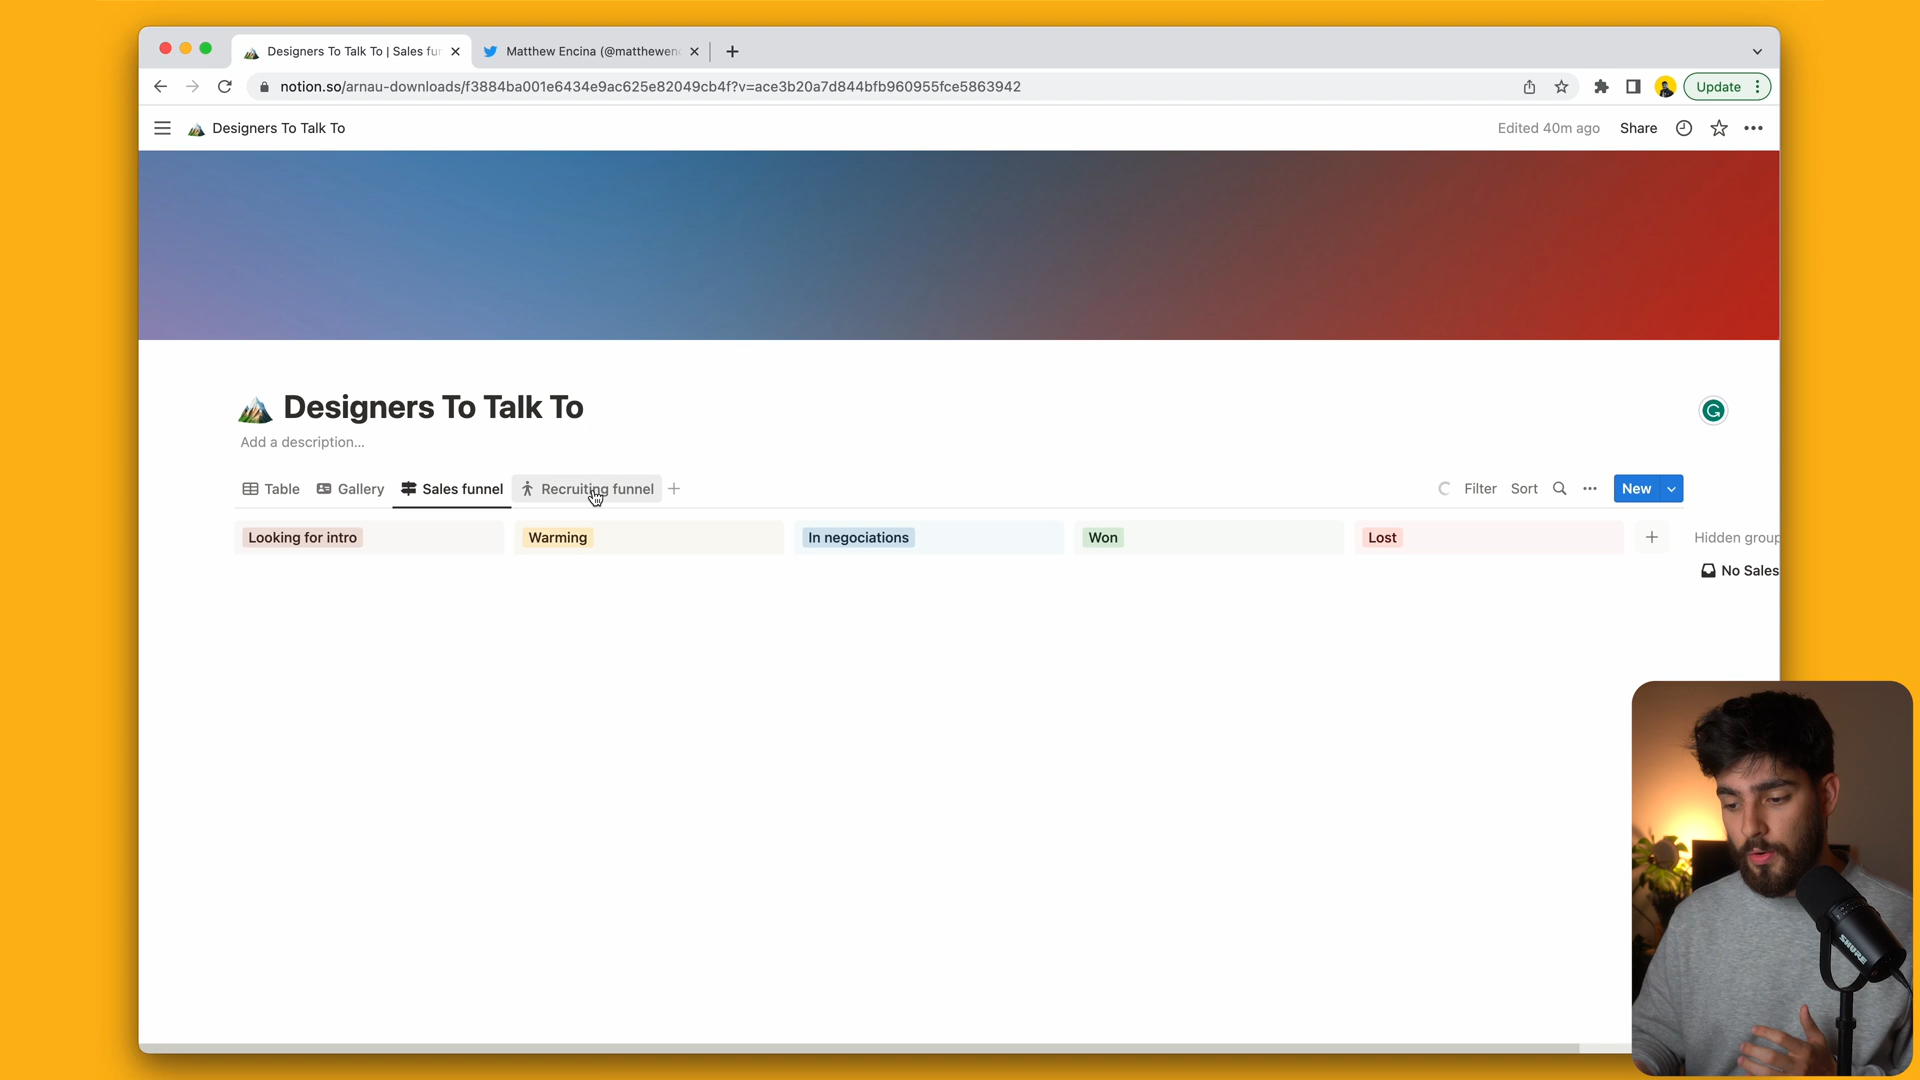 Designers To Talk To | Sales fur
Matthew Encina (@matthewenc
notion.so/arnau-downloads/f3884ba001e6434e9ac625e82049cb4f?v=ace3b20a7d844bfb960955fce5863942
Update
Designers To Talk To
Edited 40m ago
Share
Designers To Talk To
Add a description...
Table
Gallery
Sales funnel
Recruiting funnel
Filter
Sort
New
Looking for intro
Warming
In negociations
Won
Lost
Hidden group
No Sales
SHURE